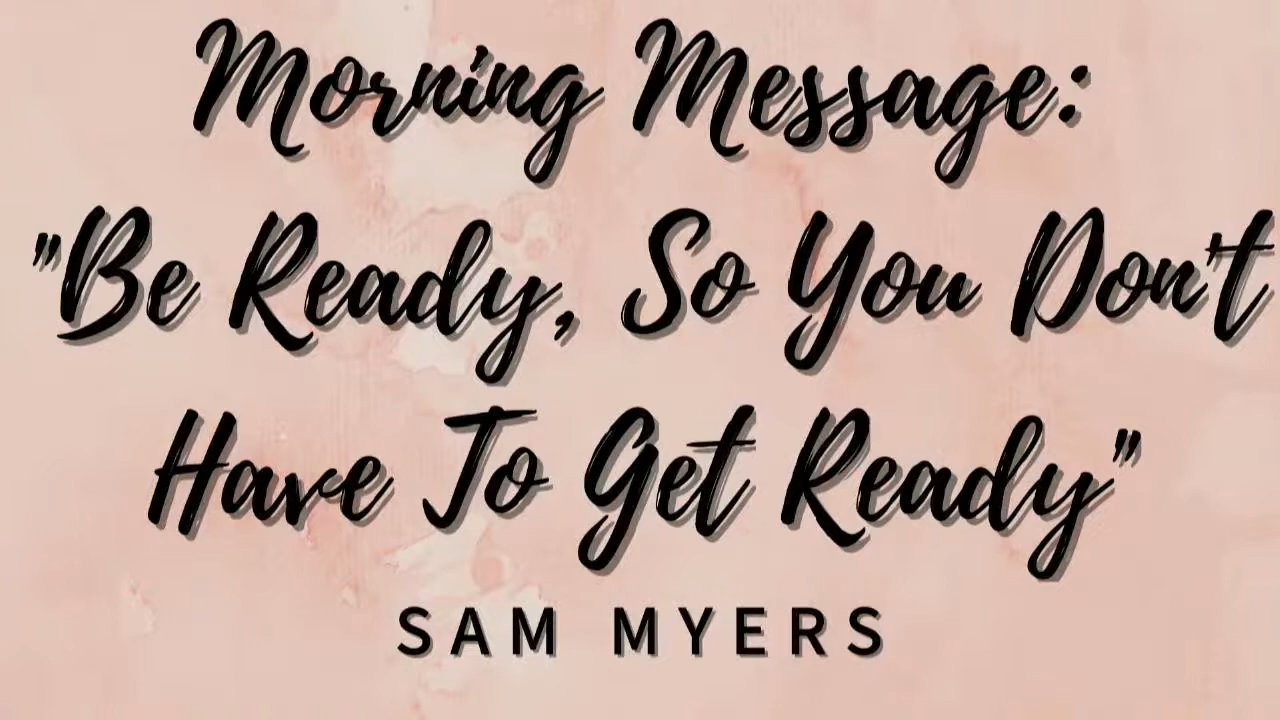 Morning Message:
"Be Ready, So You Don't
Have To Get Ready"
SAM MYERS